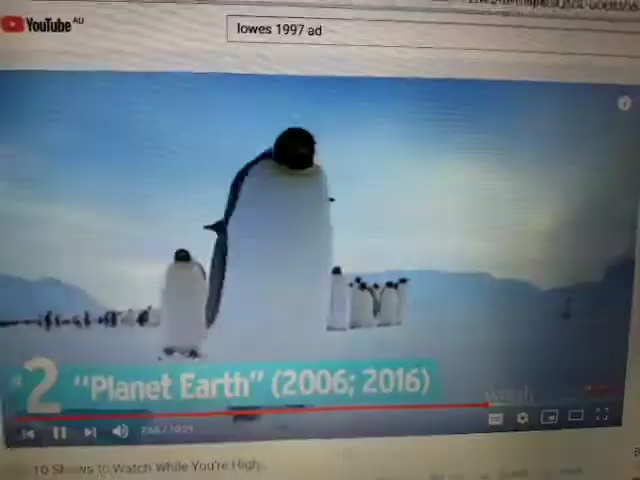 YouTube AU
lowes 1997 ad
#2 "Planet Earth" (2006; 2016)
10 Shows to Watch While You're High